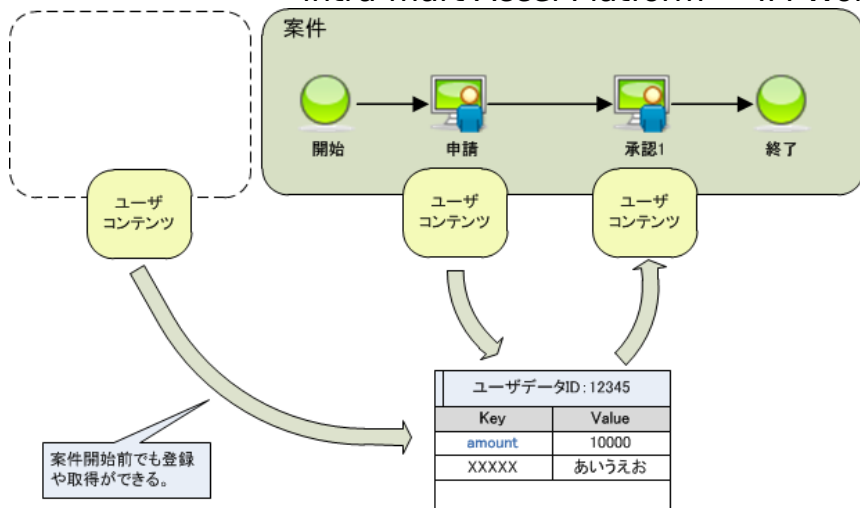 案件
開始
申請
承認1
終了
ユーザ
コンテンツ
ユーザ
コンテンツ
ユーザ
コンテンツ
ユーザデータID:12345
Key
Value
amount
10000
XXXXX
あいうえお
案件開始前でも登録
や取得ができる。